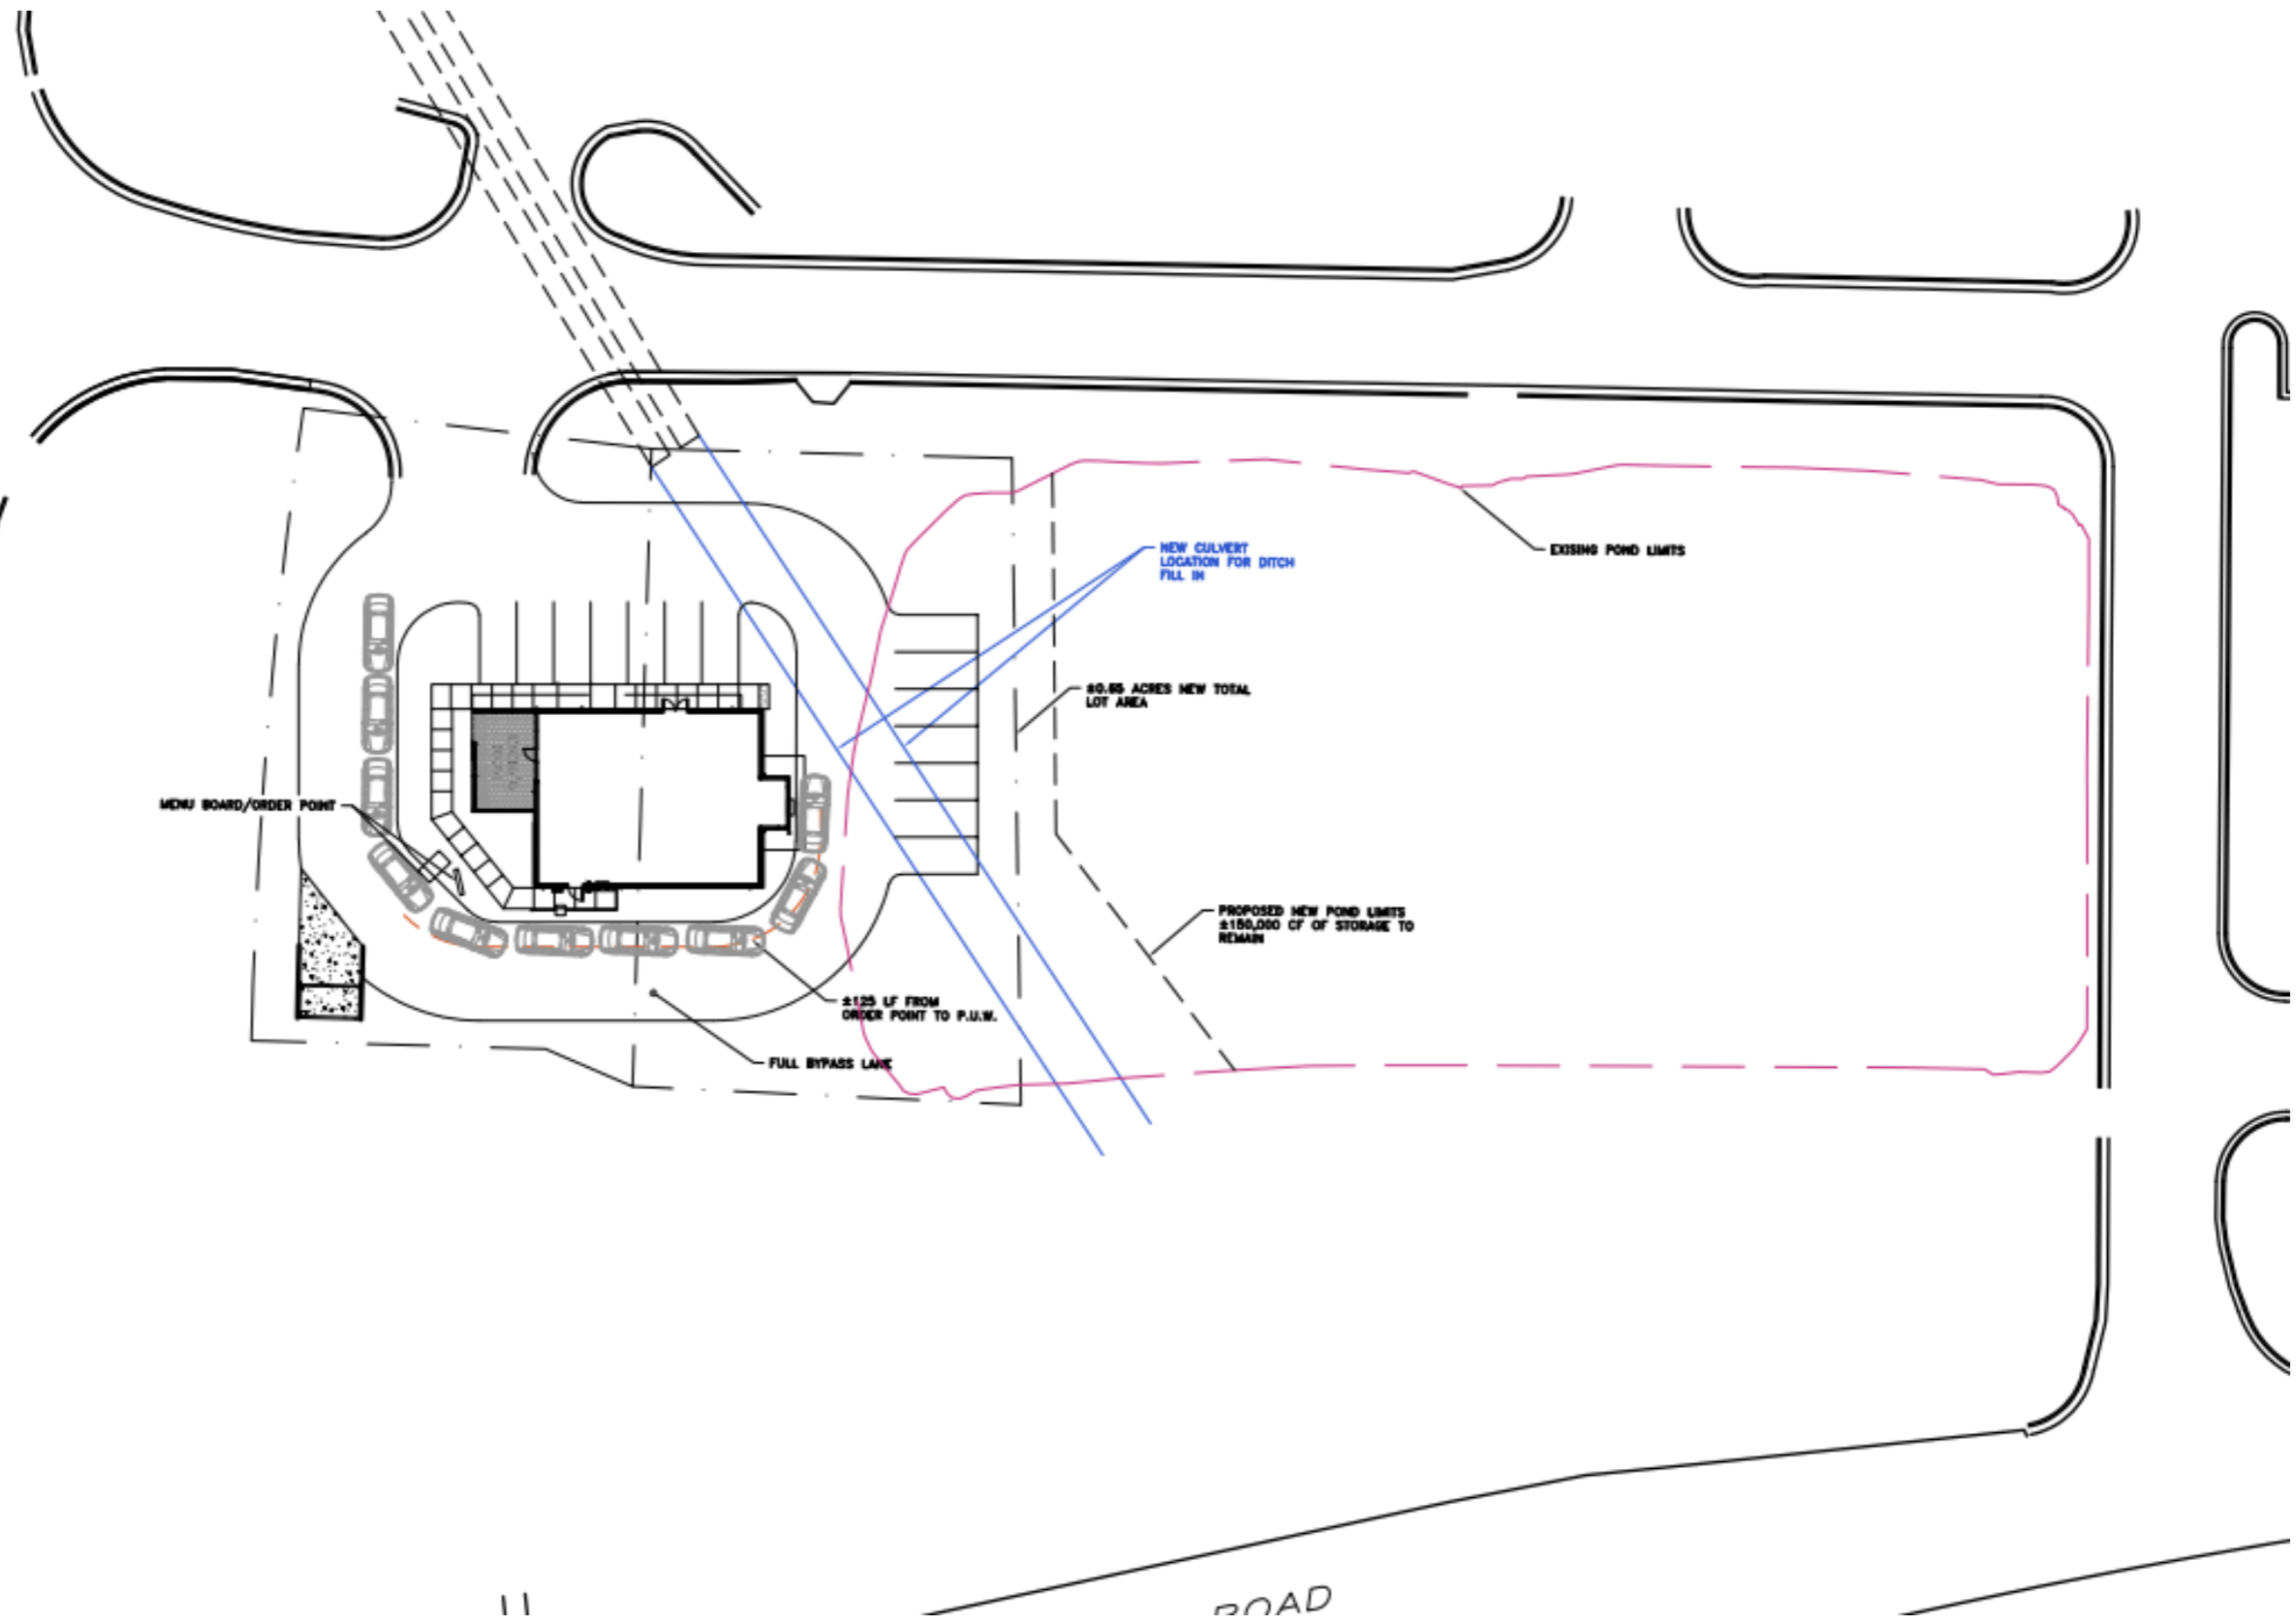 NEW CULVERT
LOCATION FOR DITCH
FILL IN
EXISING POND LIMITS
±0.65 ACRES NEW TOTAL
LOT AREA
MENU BOARD/ORDER POINT
PROPOSED NEW POND LIMITS
±150,000 CF OF STORAGE TO
REMAIN
±125 LF FROM
ORDER POINT TO P.U.W.
FULL BYPASS LANE
ROAD